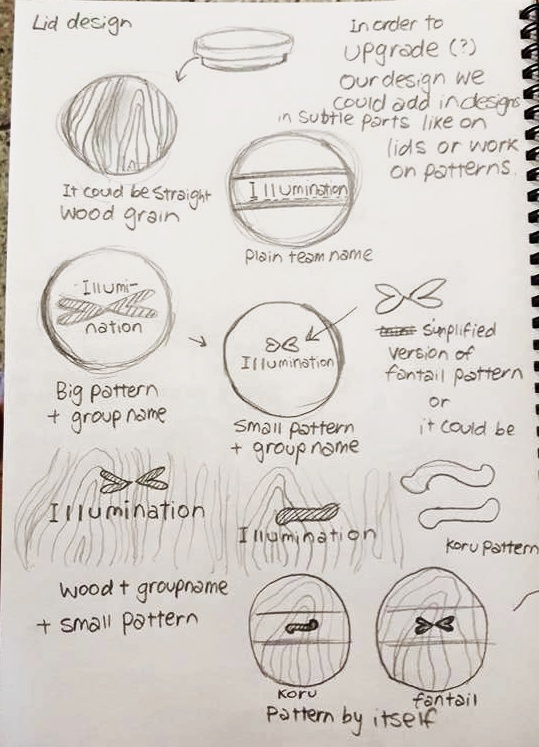 Lid design
In order to
upgrade (?)
our design we
could add in designs
in subtle parts like on
lids or work
on patterns.
It could be straight
wood grain
Illumination
Plain team name
Illumi-
nation
Big pattern
+ group name
Illumination
Small pattern
+ group name
simplified
version of
fantail pattern
or
it could be
Illumination
Illumination
Koru pattern
Wood + groupname
+ small pattern
Koru
fantail
Pattern by itself